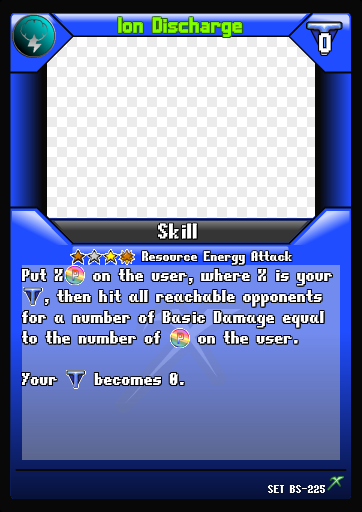 Ion Discharge
0
Skill
Resource Energy Attack
Put X P on the user, where X is your
, then hit all reachable opponents
for a number of Basic Damage equal
to the number of P on the user.
Your becomes 0.
SET BS-225